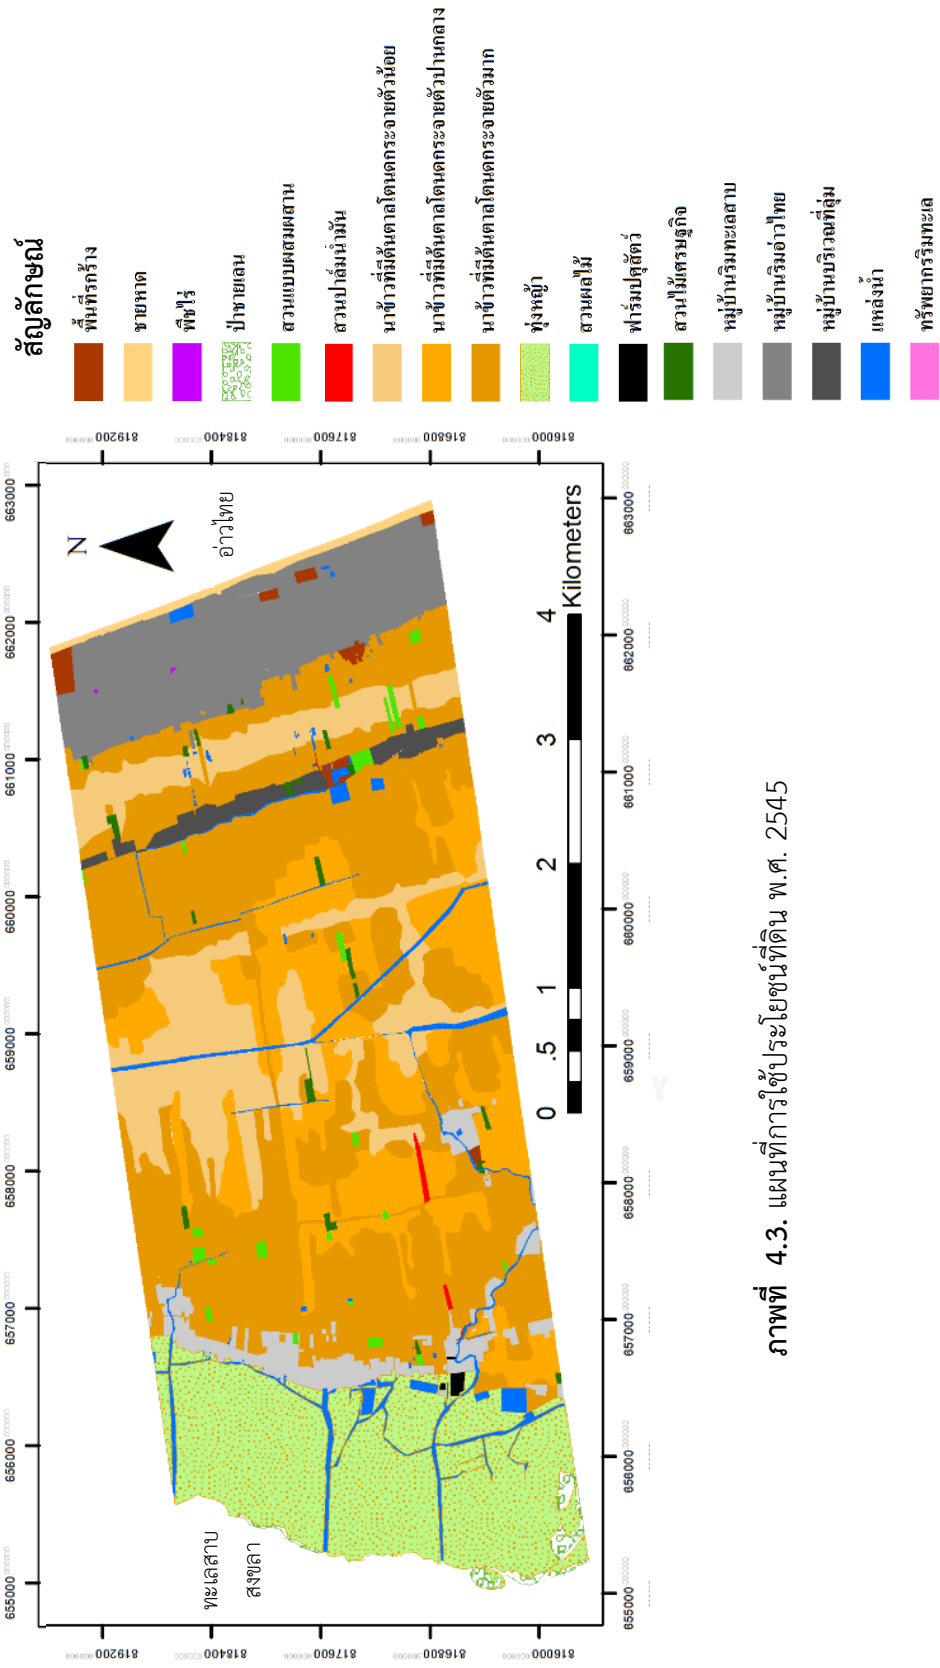 สัญลักษณ์
พื้นที่รกร้าง
ชายหาด
พืชไร่
ป่าชายเลน
สวนแบบผสมผสาน
สวนปาล์มน้ำมัน
นาข้าวที่มีต้นตาลโตนดกระจายตัวน้อย
นาข้าวที่มีต้นตาลโตนดกระจายตัวปานกลาง
นาข้าวที่มีต้นตาลโตนดกระจายตัวมาก
ทุ่งหญ้า
สวนผลไม้
ฟาร์มปศุสัตว์
สวนไม้เศรษฐกิจ
หมู่บ้านริมทะเลสาบ
หมู่บ้านริมอ่าวไทย
หมู่บ้านบริเวณที่ลุ่ม
แหล่งน้ำ
ทรัพยากรริมทะเล
655000 656000 657000 658000 659000 660000 661000 662000 663000
819200 818400 817600 816800 816000
N
อ่าวไทย
ทะเลสาบ
สงขลา
819200 818400 817600 816800 816000
0 .5 1 2 3 4
Kilometers
655000 656000 657000 658000 659000 660000 661000 662000 663000
ภาพที่ 4.3. แผนที่การใช้ประโยชน์ที่ดิน พ.ศ. 2545